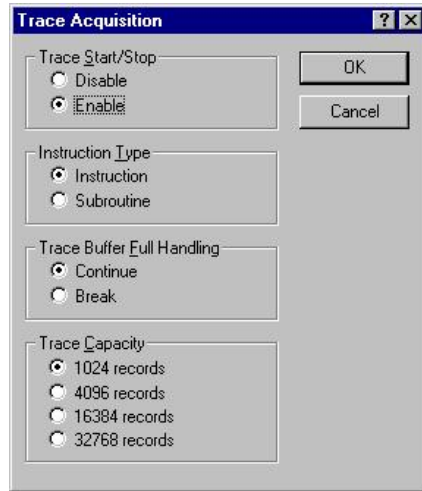 Trace Acquisition
Trace Start/Stop
Disable
Enable
OK
Cancel
Instruction Type
Instruction
Subroutine
Trace Buffer Full Handling
Continue
Break
Trace Capacity
1024 records
4096 records
16384 records
32768 records